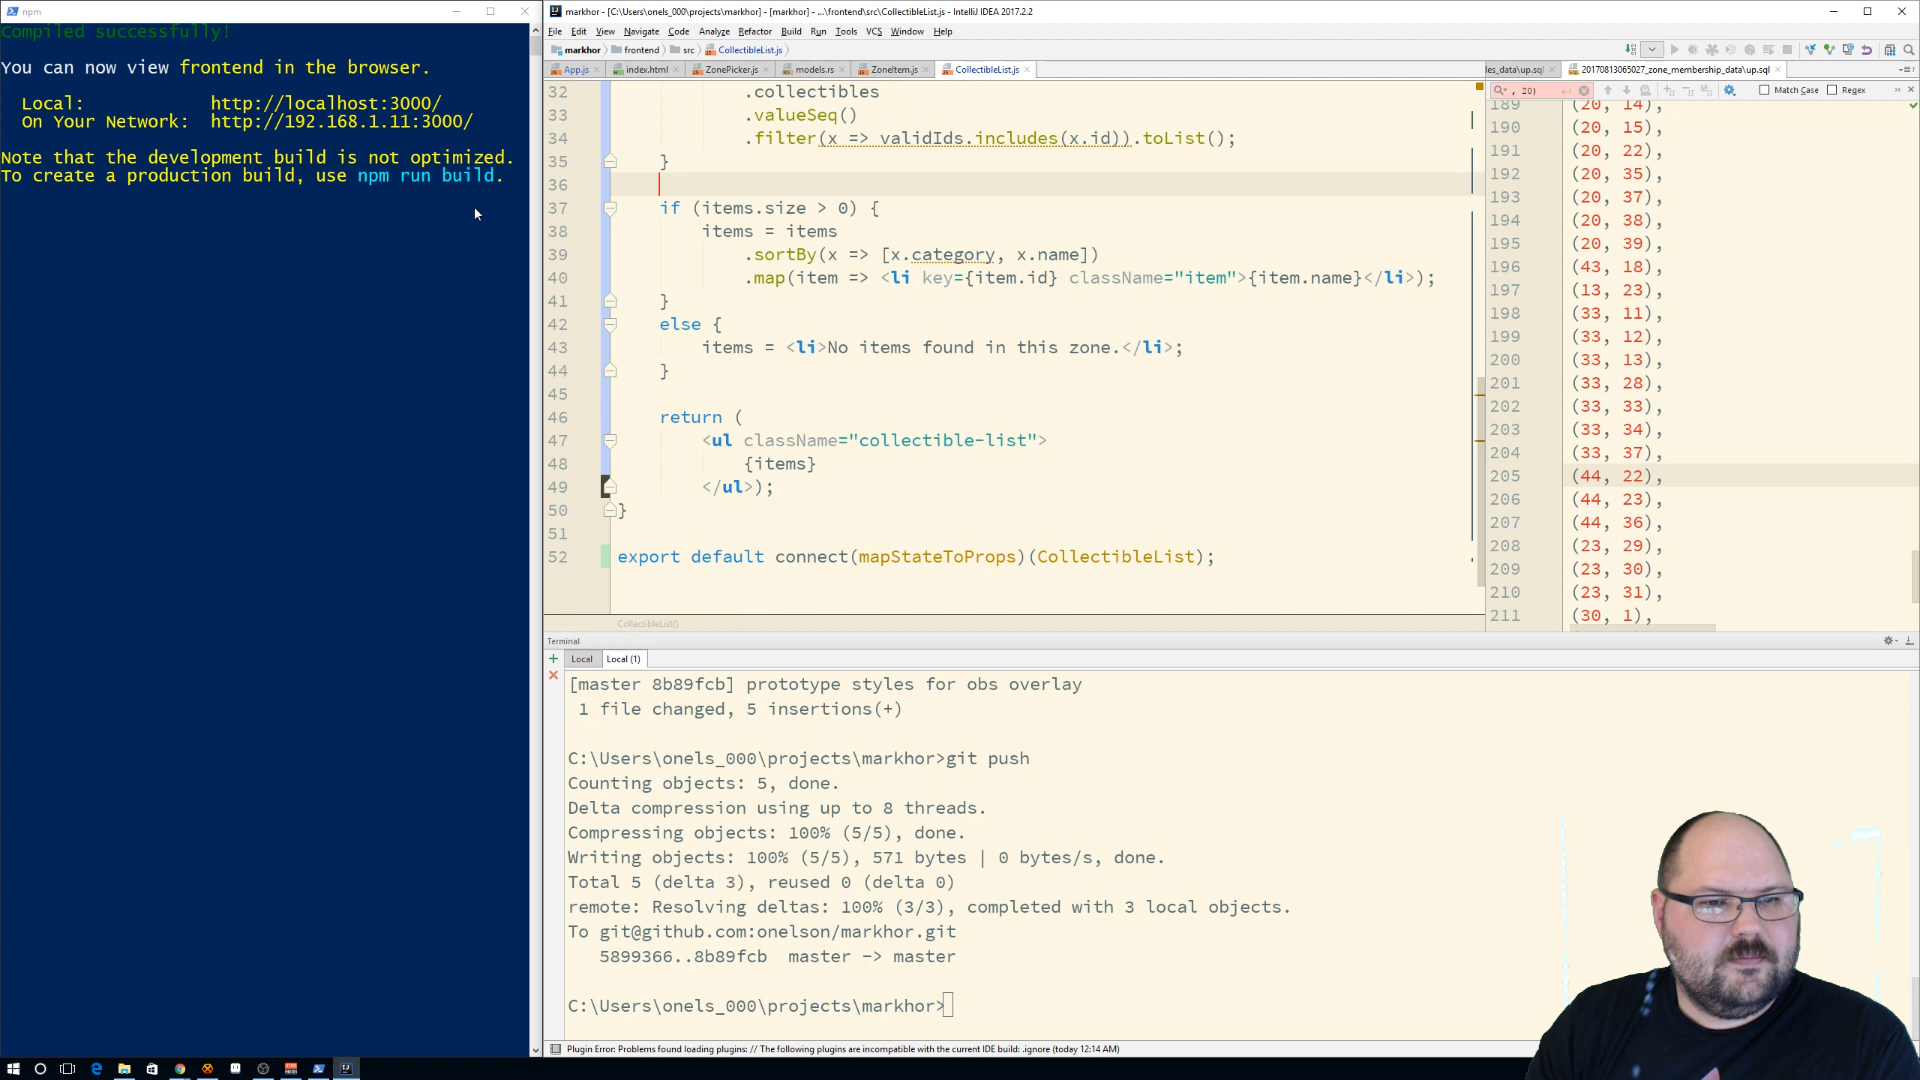 npm
Compiled successfully!
You can now view frontend in the browser.
Local: http://localhost:3000/
On Your Network: http://192.168.1.11:3000/
Note that the development build is not optimized.
To create a production build, use npm run build.
markhor - [C:\Users\onels_000\projects\markhor] - [markhor] - ...\frontend\src\CollectibleList.js - IntelliJ IDEA 2017.2.2
File Edit View Navigate Code Analyze Refactor Build Run Tools VCS Window Help
markhor frontend src CollectibleList.js
App.js index.html ZonePicker.js models.rs ZoneItem.js CollectibleList.js
32 .collectibles
33 .valueSeq()
34 .filter(x => validIds.includes(x.id)).toList();
35 }
36
37 if (items.size > 0) {
38 items = items
39 .sortBy(x => [x.category, x.name])
40 .map(item => <li key={item.id} className="item">{item.name}</li>);
41 }
42 else {
43 items = <li>No items found in this zone.</li>;
44 }
45
46 return (
47 <ul className="collectible-list">
48 {items}
49 </ul>);
50 }
51
52 export default connect(mapStateToProps)(CollectibleList);
CollectibleList()
les_data\up.sql 20170813065027_zone_membership_data\up.sql
, 20) Match Case Regex
189 (20, 14),
190 (20, 15),
191 (20, 22),
192 (20, 35),
193 (20, 37),
194 (20, 38),
195 (20, 39),
196 (43, 18),
197 (13, 23),
198 (33, 11),
199 (33, 12),
200 (33, 13),
201 (33, 28),
202 (33, 33),
203 (33, 34),
204 (33, 37),
205 (44, 22),
206 (44, 23),
207 (44, 36),
208 (23, 29),
209 (23, 30),
210 (23, 31),
211 (30, 1),
Terminal
Local Local (1)
[master 8b89fcb] prototype styles for obs overlay
1 file changed, 5 insertions(+)
C:\Users\onels_000\projects\markhor>git push
Counting objects: 5, done.
Delta compression using up to 8 threads.
Compressing objects: 100% (5/5), done.
Writing objects: 100% (5/5), 571 bytes | 0 bytes/s, done.
Total 5 (delta 3), reused 0 (delta 0)
remote: Resolving deltas: 100% (3/3), completed with 3 local objects.
To git@github.com:onelson/markhor.git
5899366..8b89fcb master -> master
C:\Users\onels_000\projects\markhor>
Plugin Error: Problems found loading plugins: // The following plugins are incompatible with the current IDE build: .ignore (today 12:14 AM)